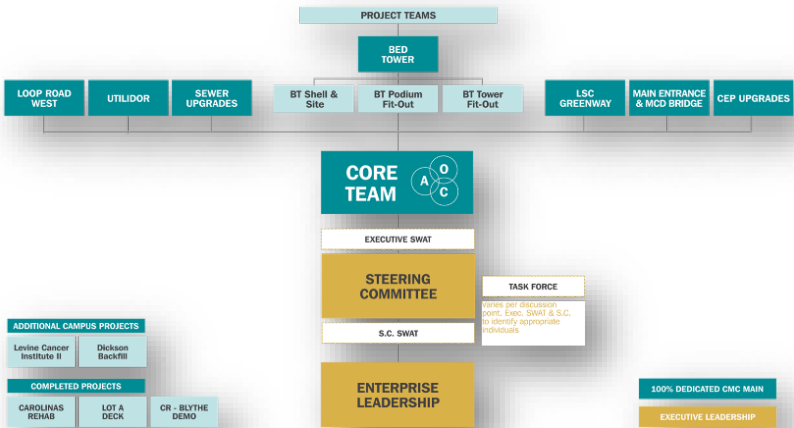 PROJECT TEAMS
BED
TOWER
LOOP ROAD
WEST
UTILIDOR
SEWER
UPGRADES
BT Shell &
Site
BT Podium
Fit-Out
BT Tower
Fit-Out
LSC
GREENWAY
MAIN ENTRANCE
& MCD BRIDGE
CEP UPGRADES
CORE
TEAM
A
O
C
EXECUTIVE SWAT
STEERING
COMMITTEE
TASK FORCE
varies per discussion
point, Exec. SWAT & S.C.
to identify appropriate
individuals
S.C. SWAT
ENTERPRISE
LEADERSHIP
ADDITIONAL CAMPUS PROJECTS
Levine Cancer
Institute II
Dickson
Backfill
COMPLETED PROJECTS
CAROLINAS
REHAB
LOT A
DECK
CR - BLYTHE
DEMO
100% DEDICATED CMC MAIN
EXECUTIVE LEADERSHIP